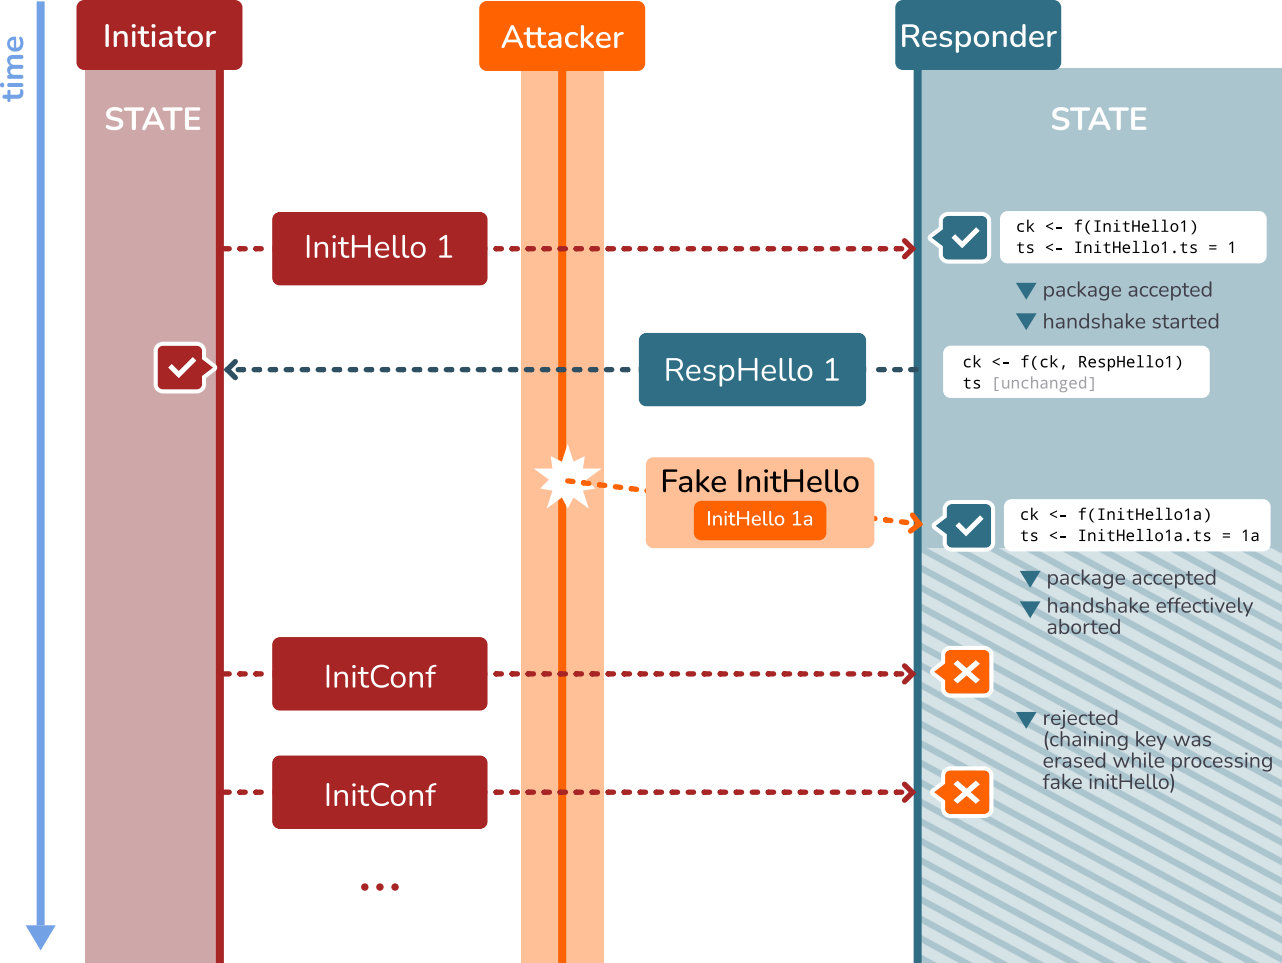 time
Initiator
Attacker
Responder
STATE
STATE
InitHello 1
ck <- f(InitHello1)
ts <- InitHello1.ts = 1
package accepted
handshake started
RespHello 1
ck <- f(ck, RespHello1)
ts [unchanged]
Fake InitHello
InitHello 1a
ck <- f(InitHello1a)
ts <- InitHello1a.ts = 1a
package accepted
handshake effectively
aborted
InitConf
rejected
(chaining key was
erased while processing
fake initHello)
InitConf
...